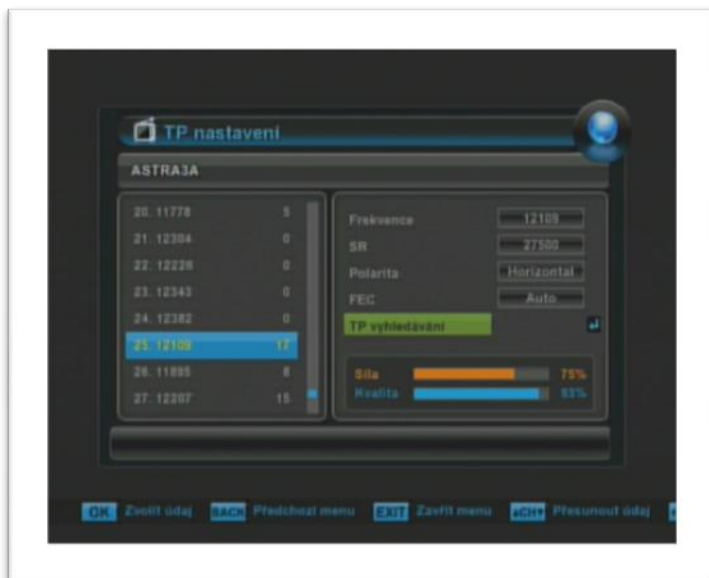 TP nastavení
ASTRA3A
20. 11778 5
21. 12304 0
22. 12226 0
23. 12343 0
24. 12382 0
25. 12109 17
26. 11895 8
27. 12207 15
Frekvence 12109
SR 27500
Polarita Horizontal
FEC Auto
TP vyhledávání
Síla 75%
Kvalita 93%
OK Zvolit údaj BACK Předchozí menu EXIT Zavřít menu ▲CH▼ Přesunout údaj